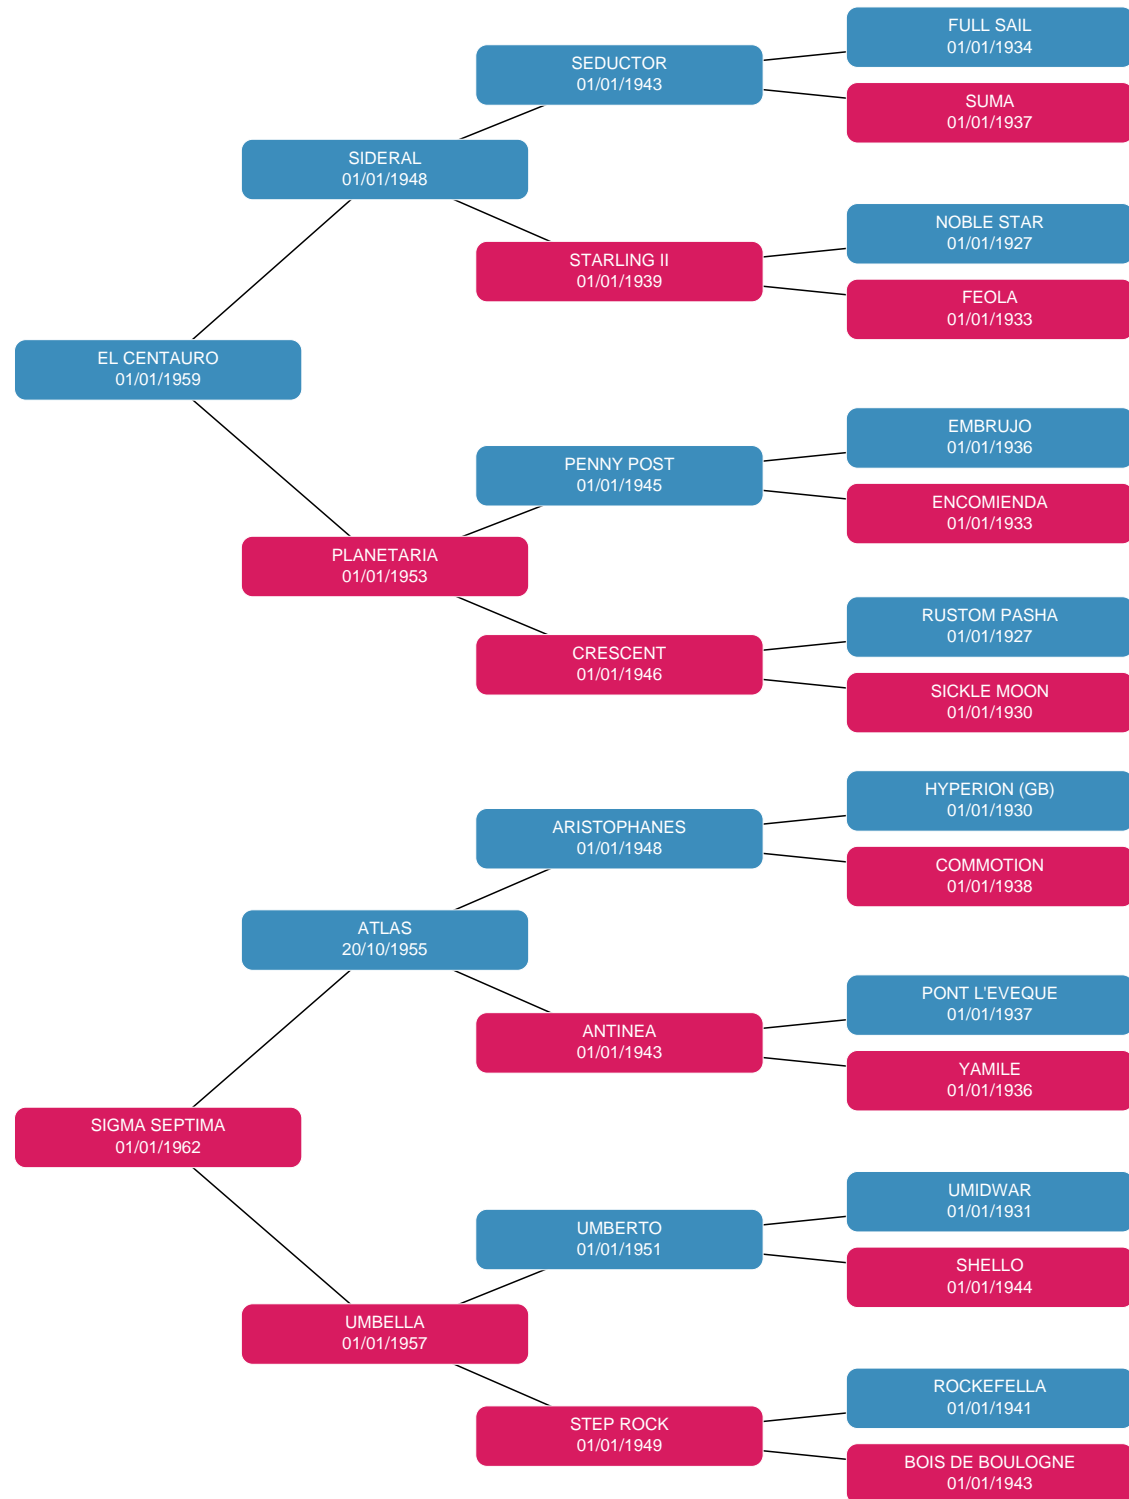 FULL SAIL
01/01/1934
SEDUCTOR
01/01/1943
SUMA
01/01/1937
SIDERAL
01/01/1948
NOBLE STAR
01/01/1927
STARLING II
01/01/1939
FEOLA
01/01/1933
EL CENTAURO
01/01/1959
EMBRUJO
01/01/1936
PENNY POST
01/01/1945
ENCOMIENDA
01/01/1933
PLANETARIA
01/01/1953
RUSTOM PASHA
01/01/1927
CRESCENT
01/01/1946
SICKLE MOON
01/01/1930
HYPERION (GB)
01/01/1930
ARISTOPHANES
01/01/1948
COMMOTION
01/01/1938
ATLAS
20/10/1955
PONT L'EVEQUE
01/01/1937
ANTINEA
01/01/1943
YAMILE
01/01/1936
SIGMA SEPTIMA
01/01/1962
UMIDWAR
01/01/1931
UMBERTO
01/01/1951
SHELLO
01/01/1944
UMBELLA
01/01/1957
ROCKEFELLA
01/01/1941
STEP ROCK
01/01/1949
BOIS DE BOULOGNE
01/01/1943